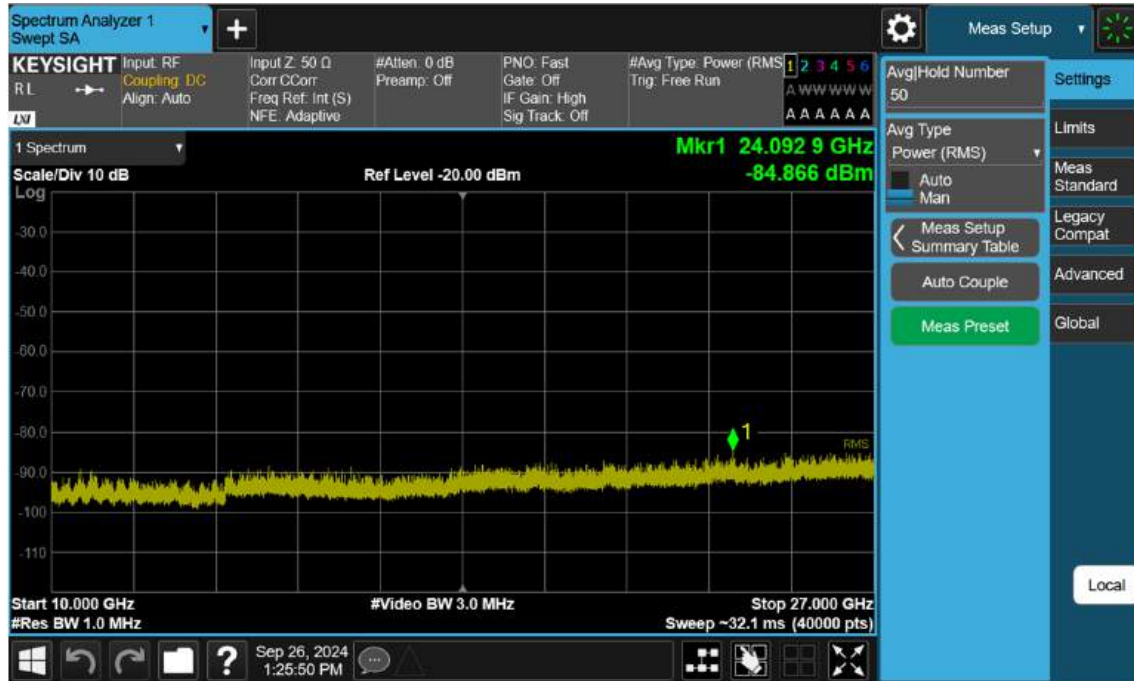 Spectrum Analyzer 1
Swept SA
+
Meas Setup
KEYSIGHT
RL
LXI
Input: RF
Coupling: DC
Align: Auto
Input Z: 50 Ω
Corr CCorr
Freq Ref: Int (S)
NFE: Adaptive
#Atten: 0 dB
Preamp: Off
PNO: Fast
Gate: Off
IF Gain: High
Sig Track: Off
#Avg Type: Power (RMS
Trig: Free Run
1 2 3 4 5 6
A W W W W W
A A A A A A
1 Spectrum
Mkr1 24.092 9 GHz
Scale/Div 10 dB
Ref Level -20.00 dBm
-84.866 dBm
Log
-30.0
-40.0
-50.0
-60.0
-70.0
-80.0
1
RMS
-90.0
-100
-110
Start 10.000 GHz
#Video BW 3.0 MHz
Stop 27.000 GHz
#Res BW 1.0 MHz
Sweep ~32.1 ms (40000 pts)
?
Sep 26, 2024
1:25:50 PM
Avg|Hold Number
50
Avg Type
Power (RMS)
Auto
Man
Meas Setup
Summary Table
Auto Couple
Meas Preset
Settings
Limits
Meas
Standard
Legacy
Compat
Advanced
Global
Local